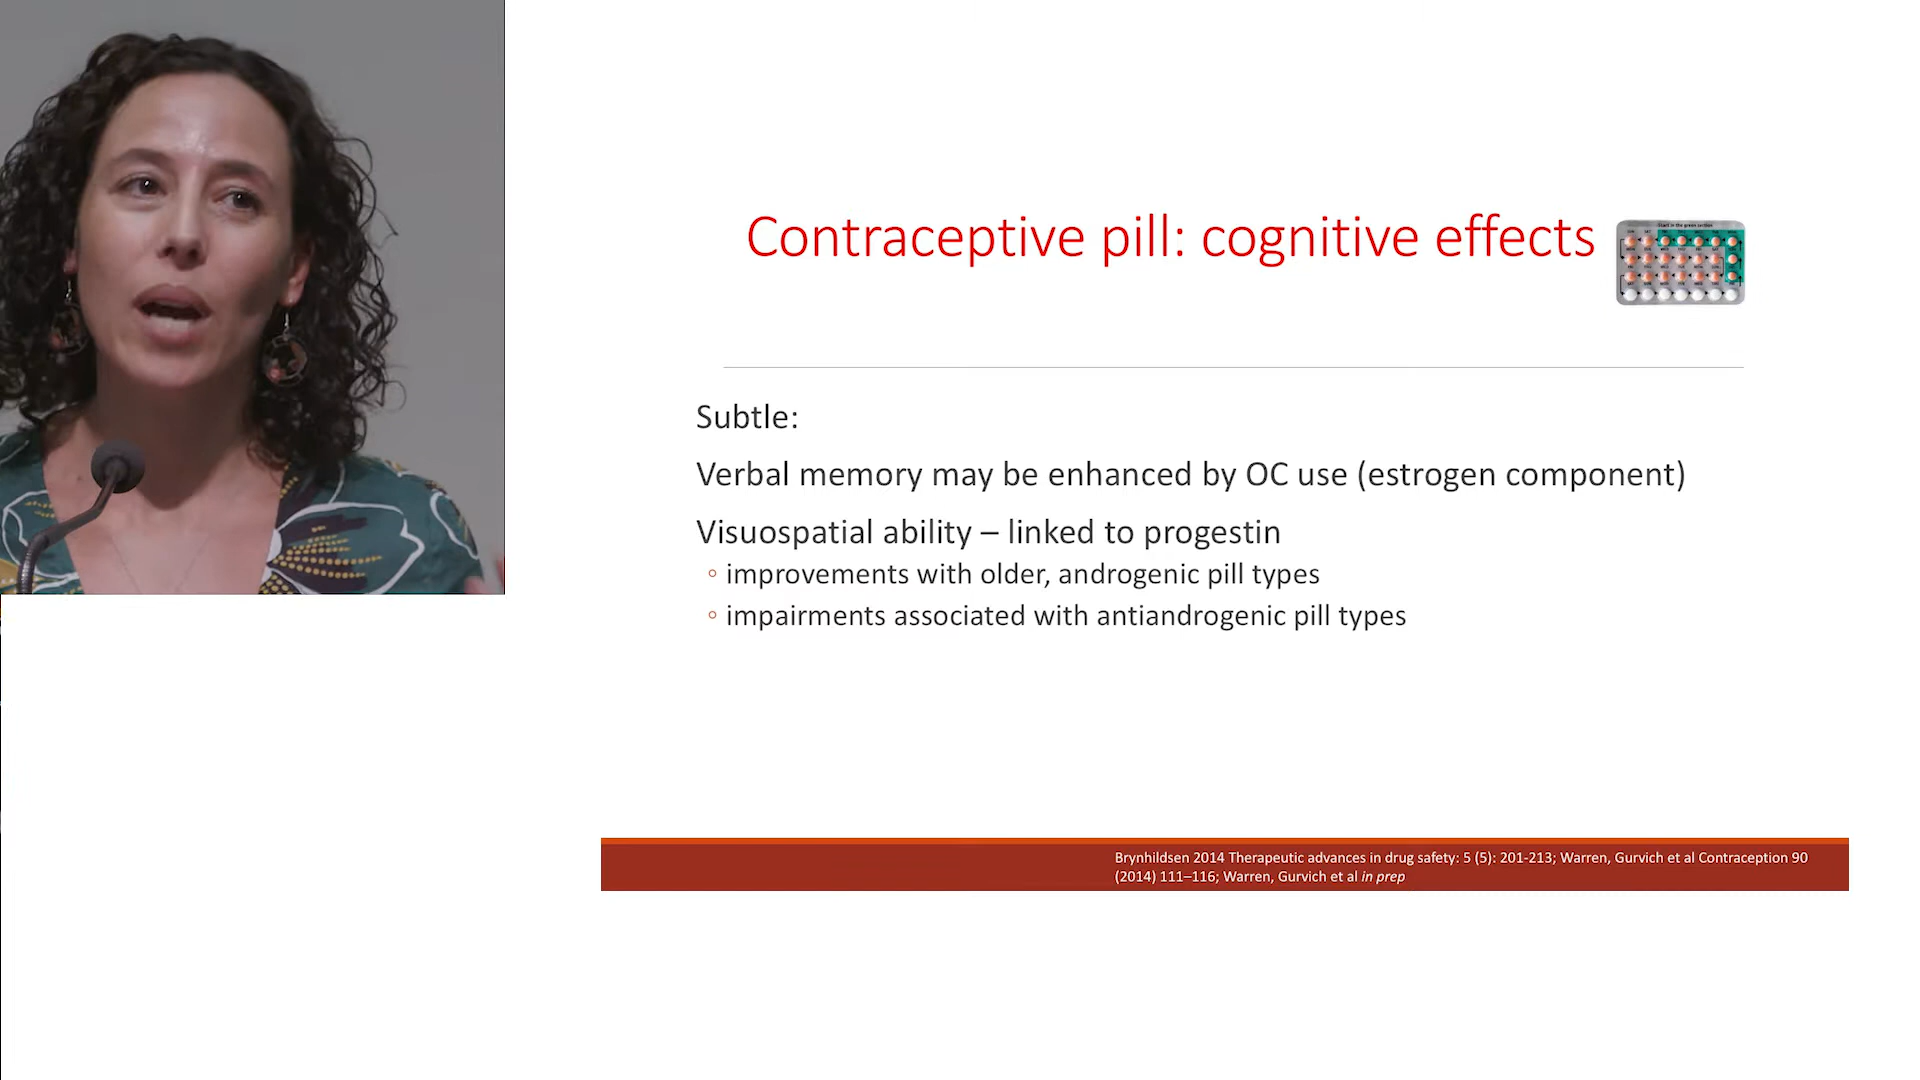 Contraceptive pill: cognitive effects
Subtle:
Verbal memory may be enhanced by OC use (estrogen component)
Visuospatial ability – linked to progestin
◦ improvements with older, androgenic pill types
◦ impairments associated with antiandrogenic pill types
Brynhildsen 2014 Therapeutic advances in drug safety: 5 (5): 201-213; Warren, Gurvich et al Contraception 90
(2014) 111–116; Warren, Gurvich et al in prep